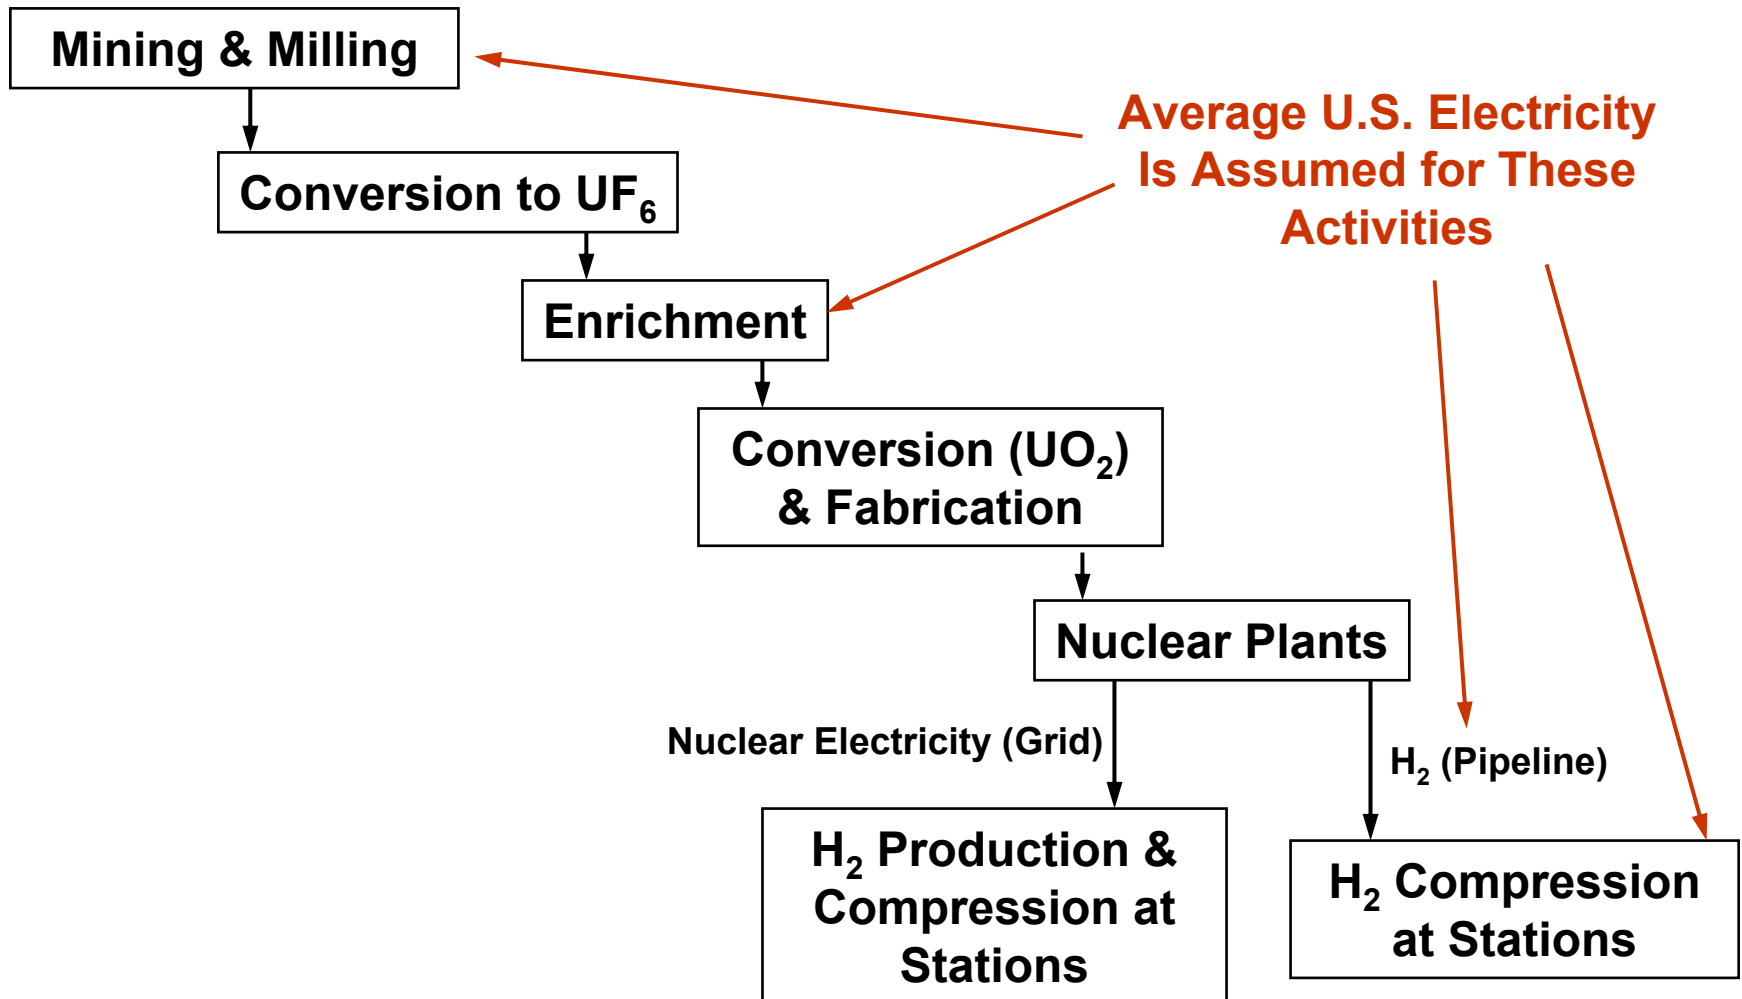 Mining & Milling
Average U.S. Electricity
Is Assumed for These
Activities
Conversion to UF₆
Enrichment
Conversion (UO₂)
& Fabrication
Nuclear Plants
Nuclear Electricity (Grid)
H₂ (Pipeline)
H₂ Production &
Compression at
Stations
H₂ Compression
at Stations